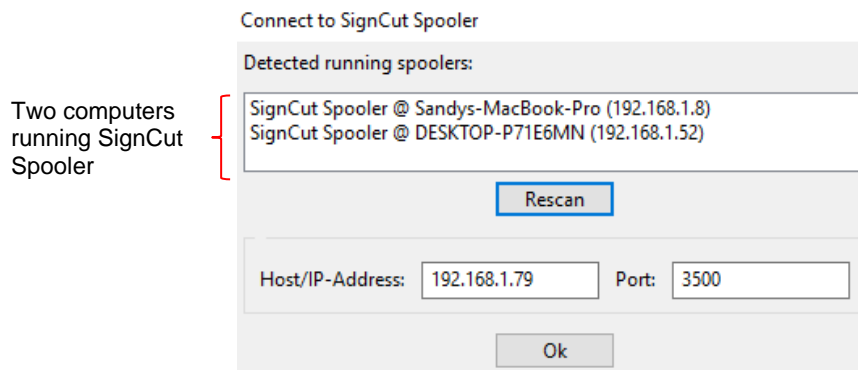 Connect to SignCut Spooler
Detected running spoolers:
Two computers
running SignCut
Spooler
SignCut Spooler @ Sandys-MacBook-Pro (192.168.1.8)
SignCut Spooler @ DESKTOP-P71E6MN (192.168.1.52)
Rescan
Host/IP-Address: 192.168.1.79 Port: 3500
Ok